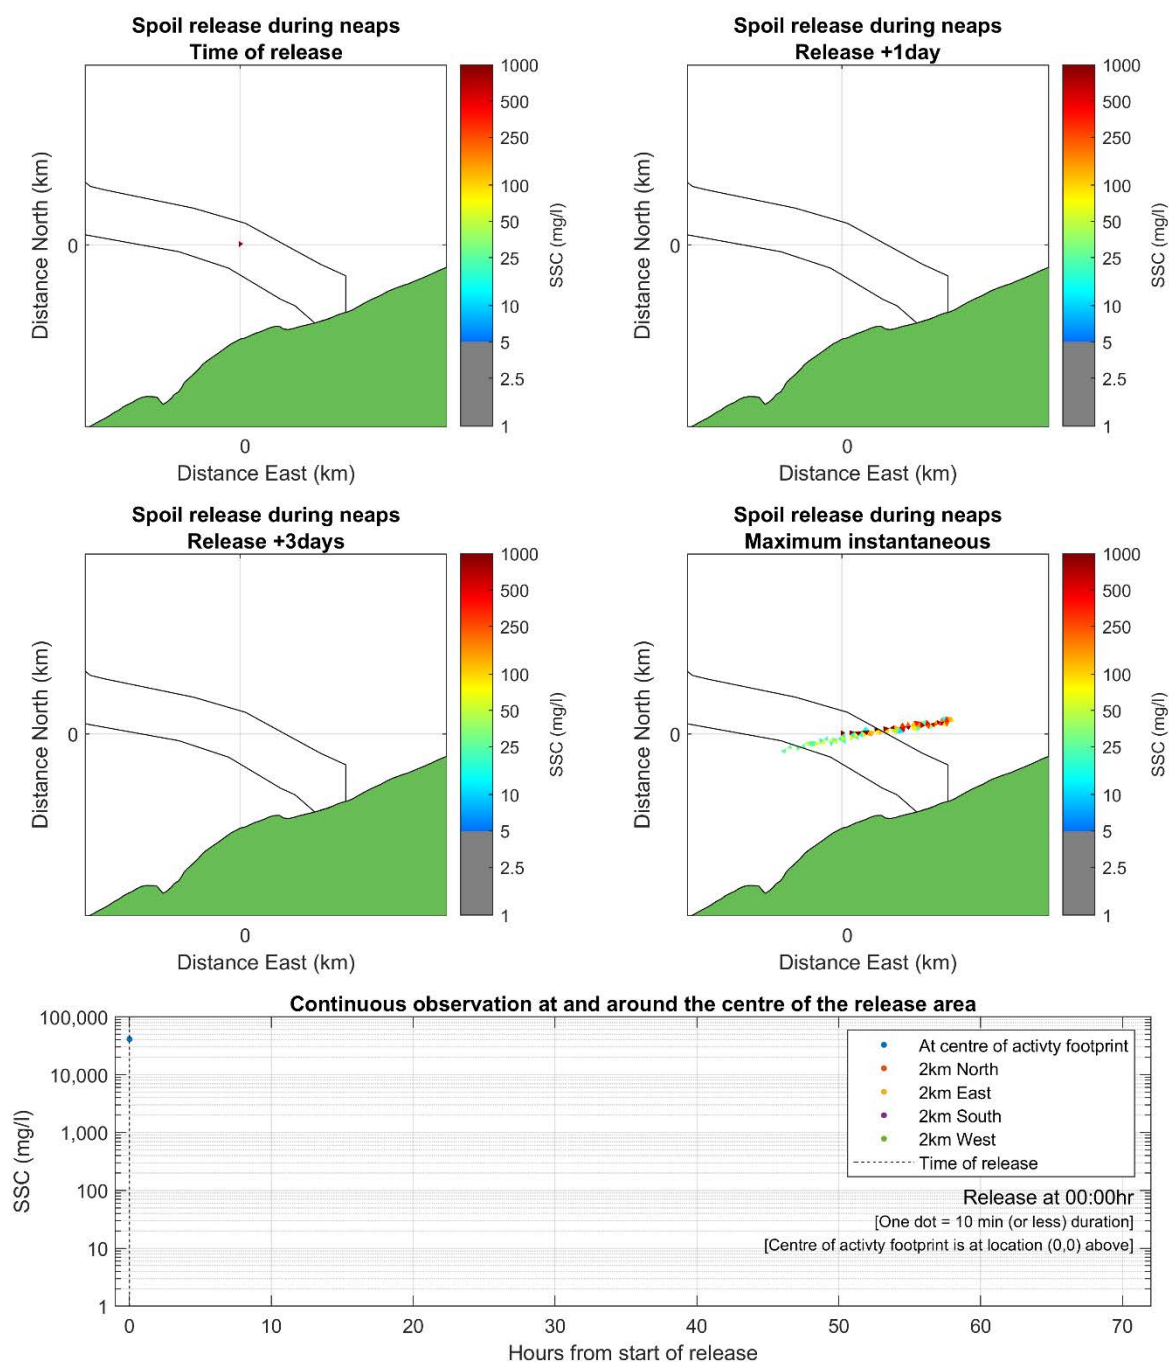 Spoil release during neaps
Time of release
1000
500
250
100
50
25
10
5
2.5
1
SSC (mg/l)
Distance North (km)
0
0
Distance East (km)
Spoil release during neaps
Release +1day
1000
500
250
100
50
25
10
5
2.5
1
SSC (mg/l)
Distance North (km)
0
0
Distance East (km)
Spoil release during neaps
Release +3days
1000
500
250
100
50
25
10
5
2.5
1
SSC (mg/l)
Distance North (km)
0
0
Distance East (km)
Spoil release during neaps
Maximum instantaneous
1000
500
250
100
50
25
10
5
2.5
1
SSC (mg/l)
Distance North (km)
0
0
Distance East (km)
Continuous observation at and around the centre of the release area
100,000
10,000
1,000
100
10
1
SSC (mg/l)
At centre of activty footprint
2km North
2km East
2km South
2km West
Time of release
Release at 00:00hr
[One dot = 10 min (or less) duration]
[Centre of activty footprint is at location (0,0) above]
0 10 20 30 40 50 60 70
Hours from start of release